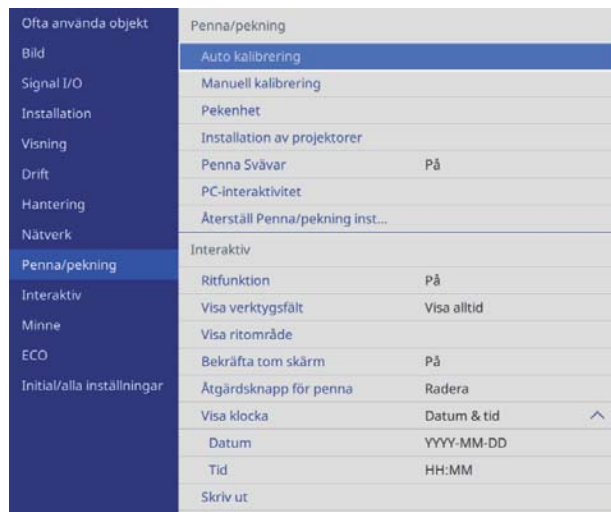 Ofta använda objekt
Bild
Signal I/O
Installation
Visning
Drift
Hantering
Nätverk
Penna/pekning
Interaktiv
Minne
ECO
Initial/alla inställningar
Penna/pekning
Auto kalibrering
Manuell kalibrering
Pekenhet
Installation av projektorer
Penna Svävar På
PC-interaktivitet
Återställ Penna/pekning inst...
Interaktiv
Ritfunktion På
Visa verktygsfält Visa alltid
Visa ritområde
Bekräfta tom skärm På
Åtgärdsknapp för penna Radera
Visa klocka Datum & tid
Datum YYYY-MM-DD
Tid HH:MM
Skriv ut